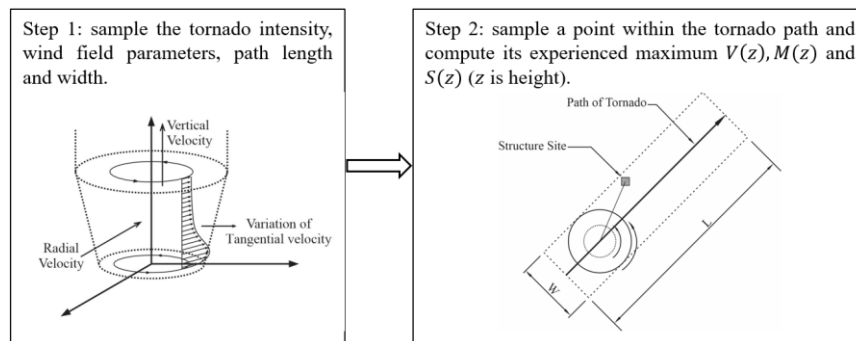 Step 1: sample the tornado intensity,
wind field parameters, path length
and width.
Vertical
Velocity
Radial
Velocity
Variation of
Tangential velocity
Step 2: sample a point within the tornado path and
compute its experienced maximum V(z), M(z) and
S(z) (z is height).
Path of Tornado
Structure Site
L
W